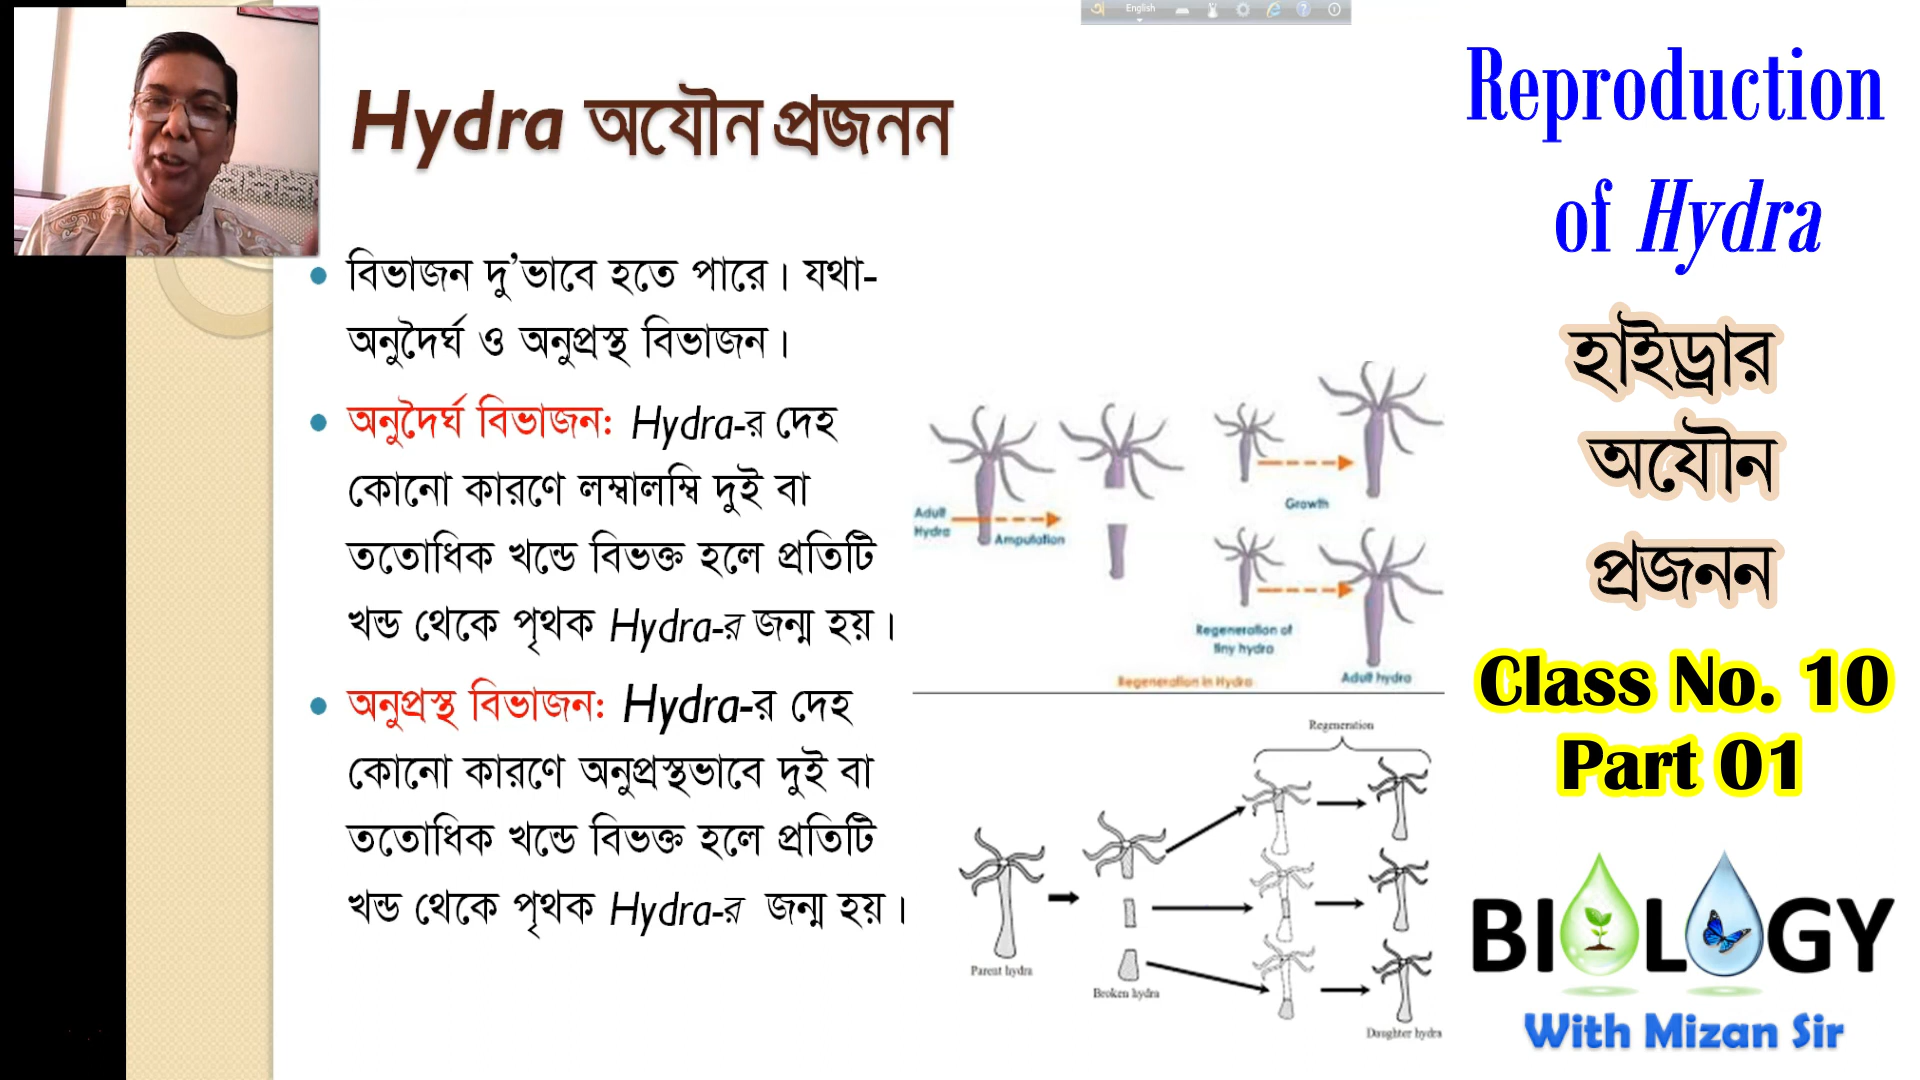 English
Hydra অযৌন প্রজনন
বিভাজন দু’ভাবে হতে পারে। যথা-
অনুদৈর্ঘ ও অনুপ্রস্থ বিভাজন।
অনুদৈর্ঘ বিভাজন: Hydra-র দেহ
কোনো কারণে লম্বালম্বি দুই বা
ততোধিক খন্ডে বিভক্ত হলে প্রতিটি
খন্ড থেকে পৃথক Hydra-র জন্ম হয়।
অনুপ্রস্থ বিভাজন: Hydra-র দেহ
কোনো কারণে অনুপ্রস্থভাবে দুই বা
ততোধিক খন্ডে বিভক্ত হলে প্রতিটি
খন্ড থেকে পৃথক Hydra-র জন্ম হয়।
Adult
Hydra
Amputation
Growth
Regeneration of
tiny hydra
Regeneration in Hydra
Adult hydra
Regeneration
Parent hydra
Broken hydra
Daughter hydra
Reproduction
of Hydra
হাইড্রার
অযৌন
প্রজনন
Class No. 10
Part 01
BIOLOGY
With Mizan Sir